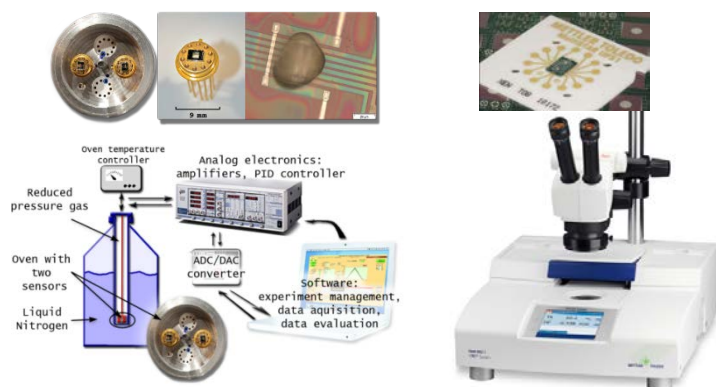 9 mm
METTLER TOLEDO
Oven temperature
controller
Analog electronics:
amplifiers, PID controller
Reduced
pressure gas
Oven with
two
sensors
ADC/DAC
converter
Software:
experiment management,
data aquisition,
data evaluation
Liquid
Nitrogen
METTLER TOLEDO